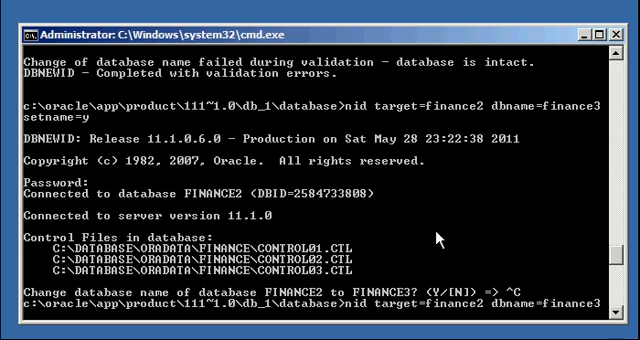 Administrator: C:\Windows\system32\cmd.exe
Change of database name failed during validation - database is intact.
DBNEWID - Completed with validation errors.
c:\oracle\app\product\111~1.0\db_1\database>nid target=finance2 dbname=finance3
setname=y
DBNEWID: Release 11.1.0.6.0 - Production on Sat May 28 23:22:38 2011
Copyright (c) 1982, 2007, Oracle.  All rights reserved.
Password:
Connected to database FINANCE2 (DBID=2584733808)
Connected to server version 11.1.0
Control Files in database:
C:\DATABASE\ORADATA\FINANCE\CONTROL01.CTL
C:\DATABASE\ORADATA\FINANCE\CONTROL02.CTL
C:\DATABASE\ORADATA\FINANCE\CONTROL03.CTL
Change database name of database FINANCE2 to FINANCE3? (Y/[N]) => ^C
c:\oracle\app\product\111~1.0\db_1\database>nid target=finance2 dbname=finance3